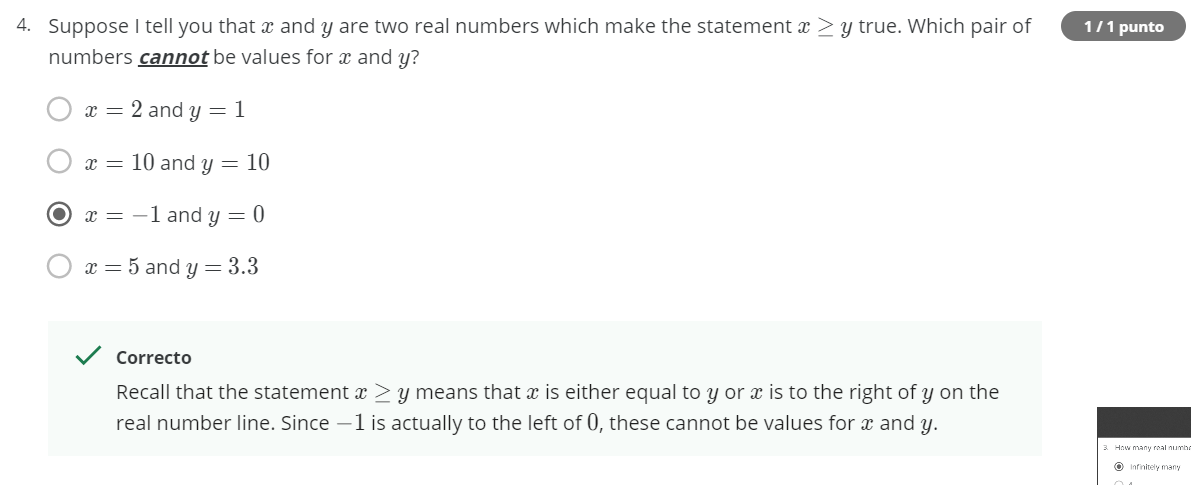 4. Suppose I tell you that x and y are two real numbers which make the statement x ≥ y true. Which pair of
1 / 1 punto
numbers cannot be values for x and y?
x = 2 and y = 1
x = 10 and y = 10
x = −1 and y = 0
x = 5 and y = 3.3
Correcto
Recall that the statement x ≥ y means that x is either equal to y or x is to the right of y on the
real number line. Since −1 is actually to the left of 0, these cannot be values for x and y.
3. How many real
Infinitely many